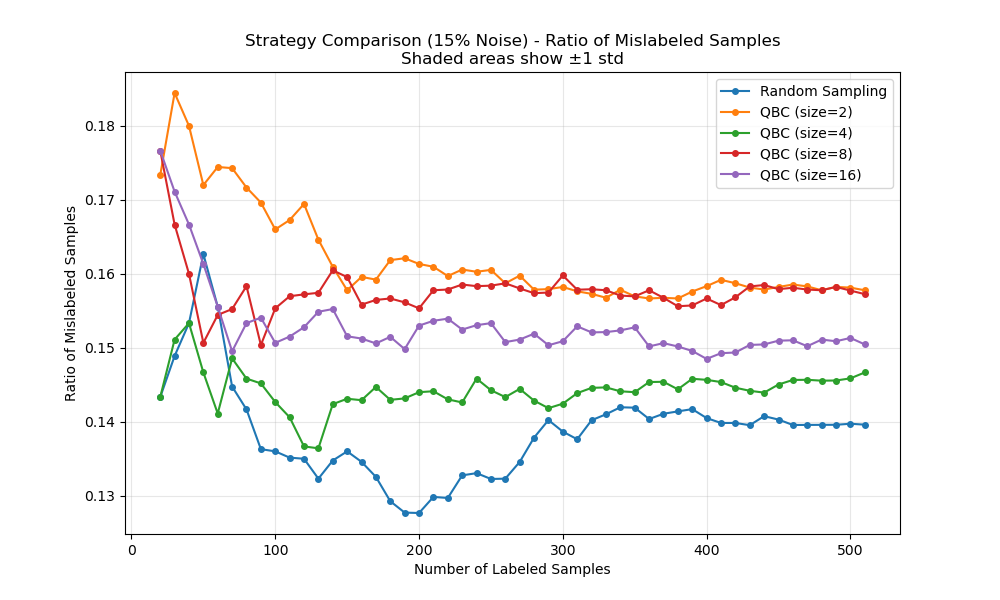 Strategy Comparison (15% Noise) - Ratio of Mislabeled Samples
Shaded areas show ±1 std
Random Sampling
QBC (size=2)
QBC (size=4)
QBC (size=8)
QBC (size=16)
Ratio of Mislabeled Samples
0.18
0.17
0.16
0.15
0.14
0.13
0
100
200
300
400
500
Number of Labeled Samples